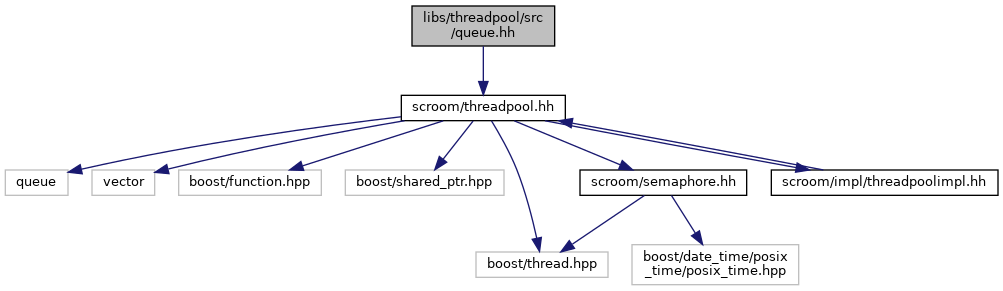 libs/threadpool/src
/queue.hh
scroom/threadpool.hh
queue
vector
boost/function.hpp
boost/shared_ptr.hpp
scroom/semaphore.hh
scroom/impl/threadpoolimpl.hh
boost/thread.hpp
boost/date_time/posix
_time/posix_time.hpp